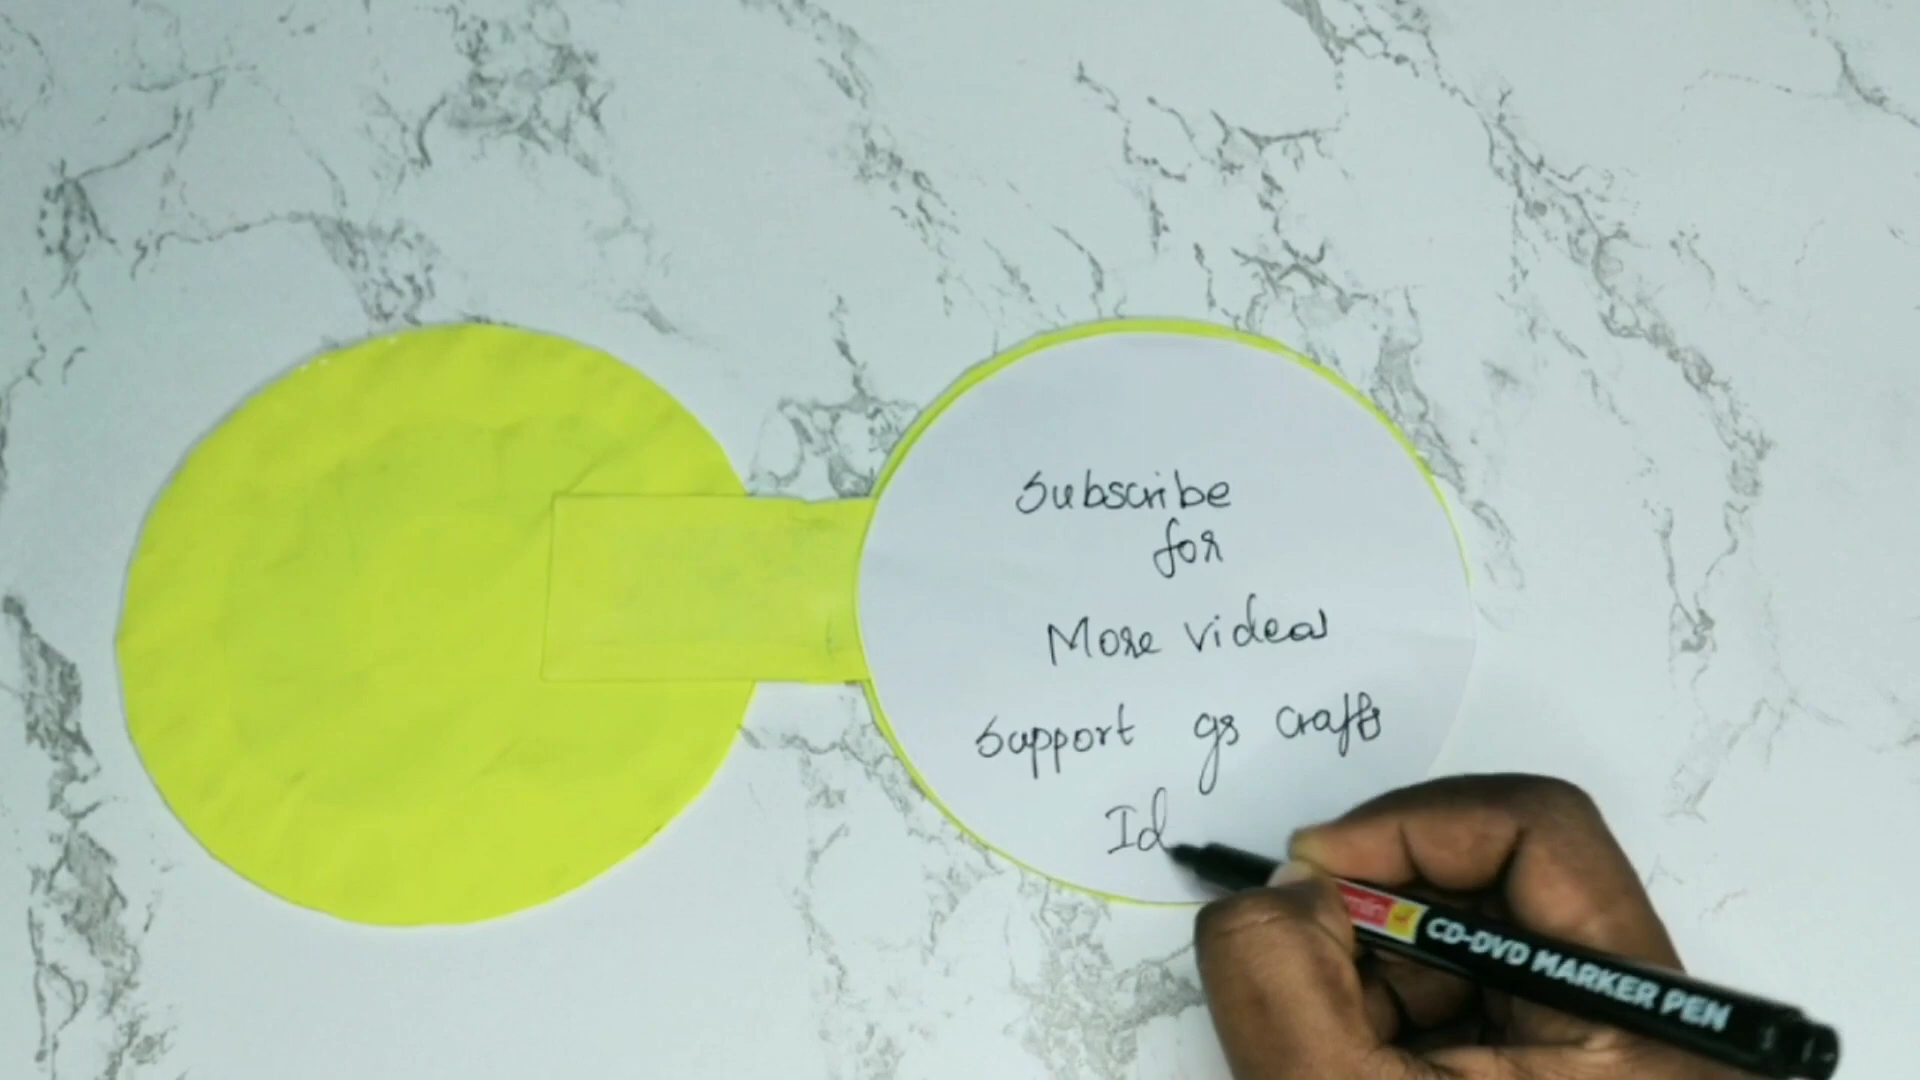 Subscribe
for
More videos
Support gs crafts
Id
CD-DVD MARKER PEN